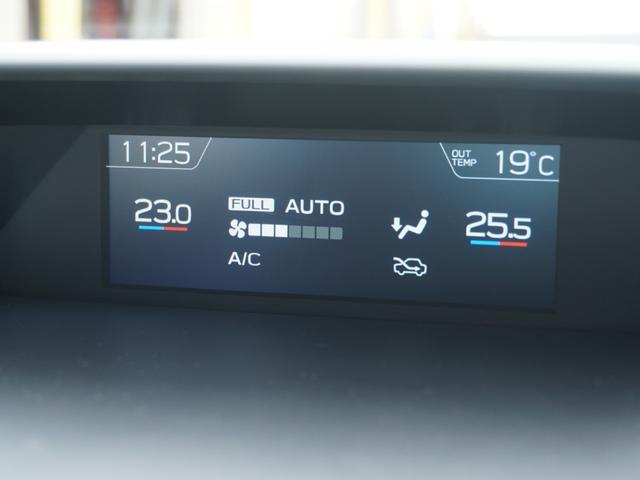 11:25
OUT TEMP 19°C
23.0
FULL AUTO
A/C
25.5